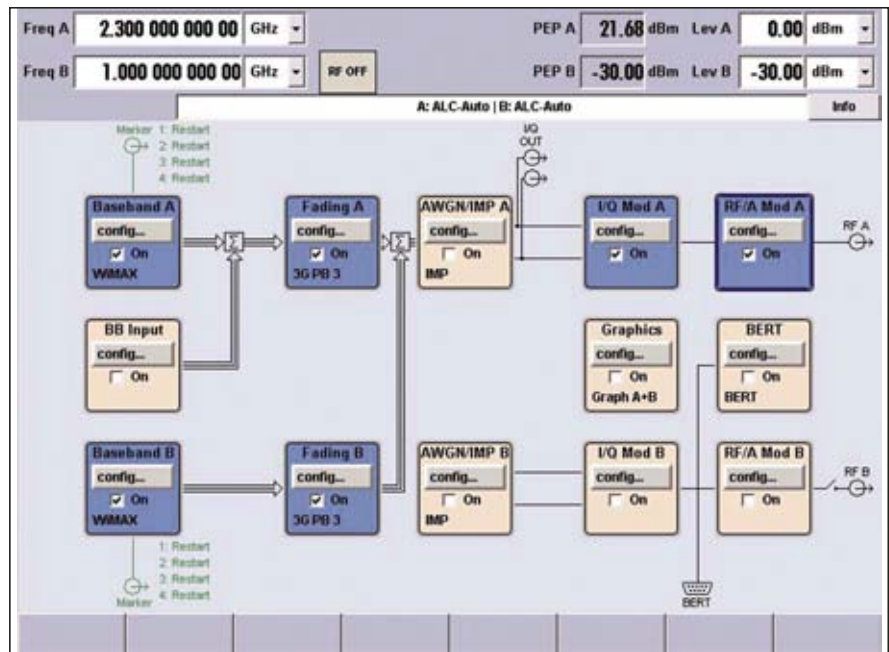 Freq A 2.300 000 000 00 GHz PEP A 21.68 dBm Lev A 0.00 dBm
Freq B 1.000 000 000 00 GHz RF OFF PEP B -30.00 dBm Lev B -30.00 dBm
A: ALC-Auto | B: ALC-Auto Info
Marker 1: Restart
2: Restart
3: Restart
4: Restart
I/Q
OUT
Baseband A Fading A AWGN/IMP A I/Q Mod A RF/A Mod A
config... config... config... config... config... RF A
On On On On On
WiMAX 3G PB 3 IMP
BB Input Graphics BERT
config... config... config...
On On On
Graph A+B BERT
Baseband B Fading B AWGN/IMP B I/Q Mod B RF/A Mod B
config... config... config... config... config... RF B
On On On On On
WiMAX 3G PB 3 IMP
1: Restart
2: Restart
3: Restart
Marker 4: Restart
BERT